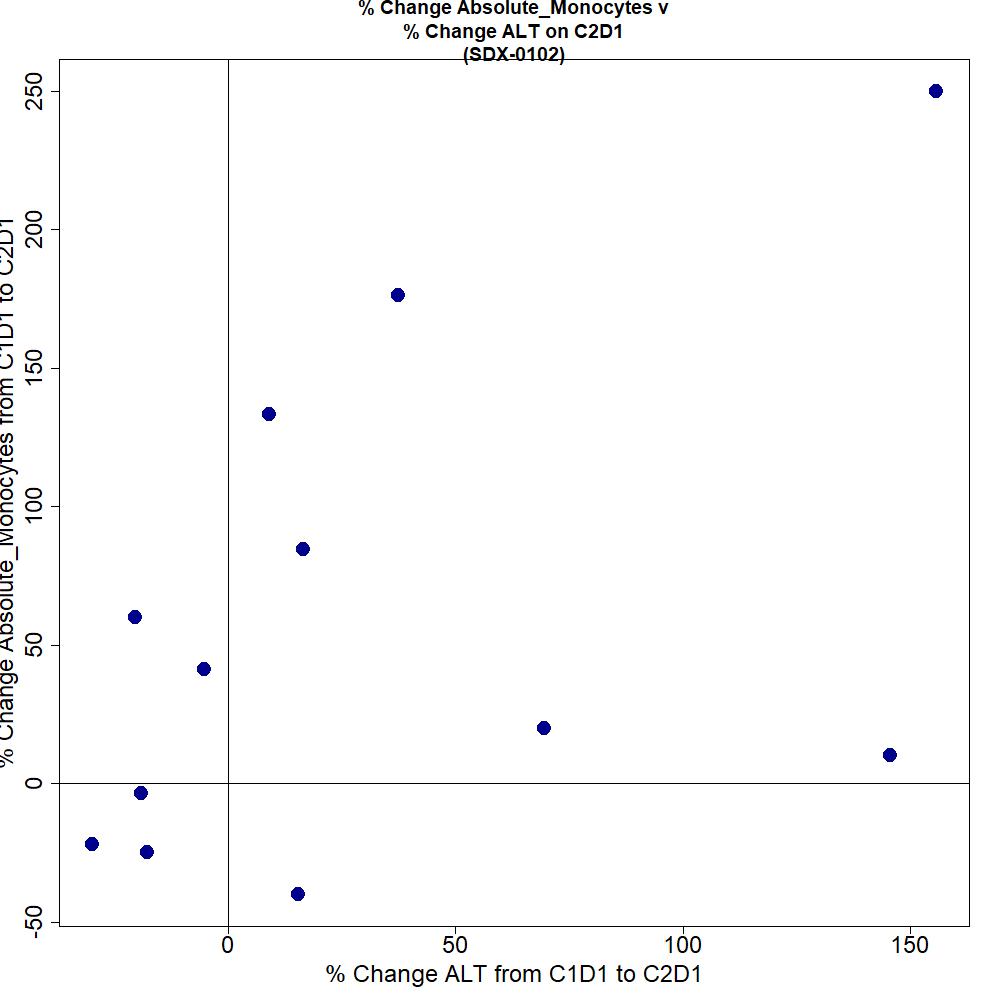 % Change Absolute_Monocytes v
% Change ALT on C2D1
(SDX-0102)
250
200
150
100
50
0
-50
% Change Absolute_Monocytes from C1D1 to C2D1
0
50
100
150
% Change ALT from C1D1 to C2D1